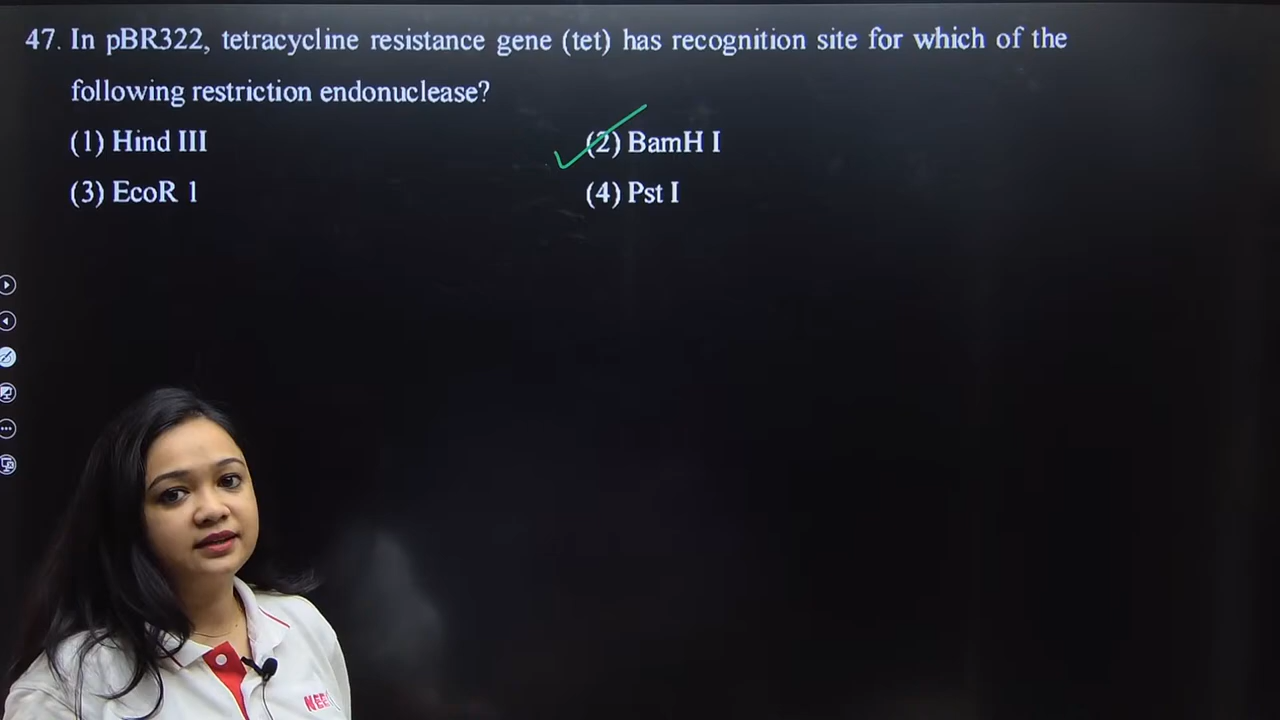 47. In pBR322, tetracycline resistance gene (tet) has recognition site for which of the
following restriction endonuclease?
(1) Hind III
(2) BamH I
(3) EcoR 1
(4) Pst I